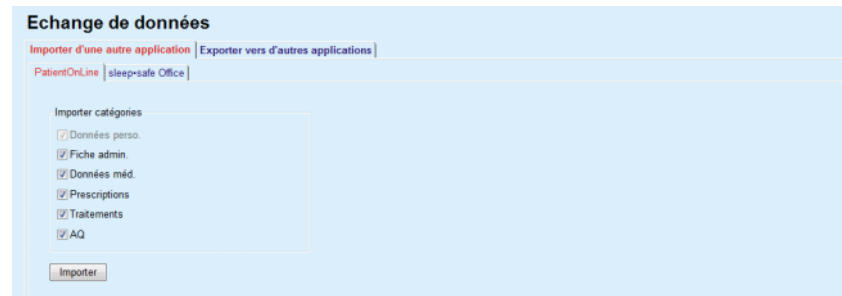 Echange de données
Importer d'une autre application Exporter vers d'autres applications
PatientOnLine sleep•safe Office
Importer catégories
Données perso.
Fiche admin.
Données méd.
Prescriptions
Traitements
AQ
Importer